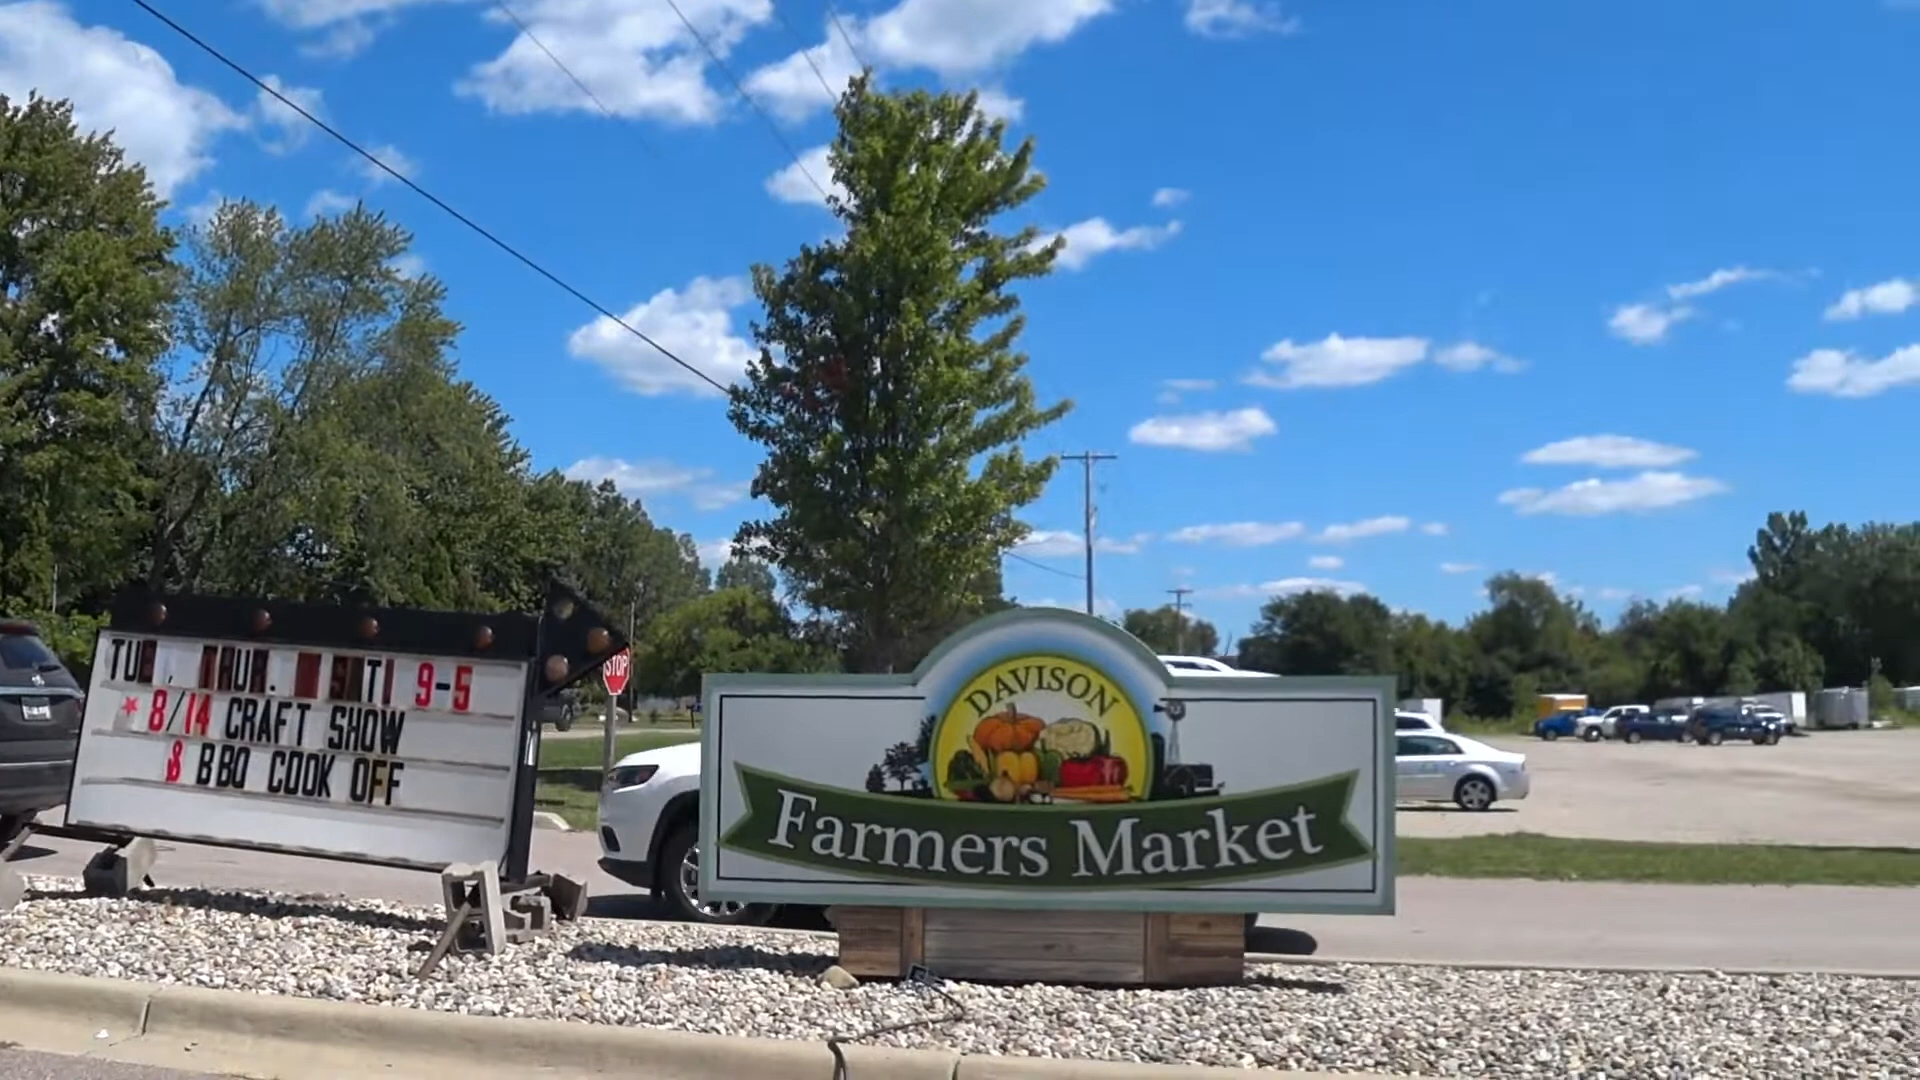 TUE, THUR. & SAT! 9-5
* 8/14 CRAFT SHOW
& BBQ COOK OFF
STOP
DAVISON
Farmers Market